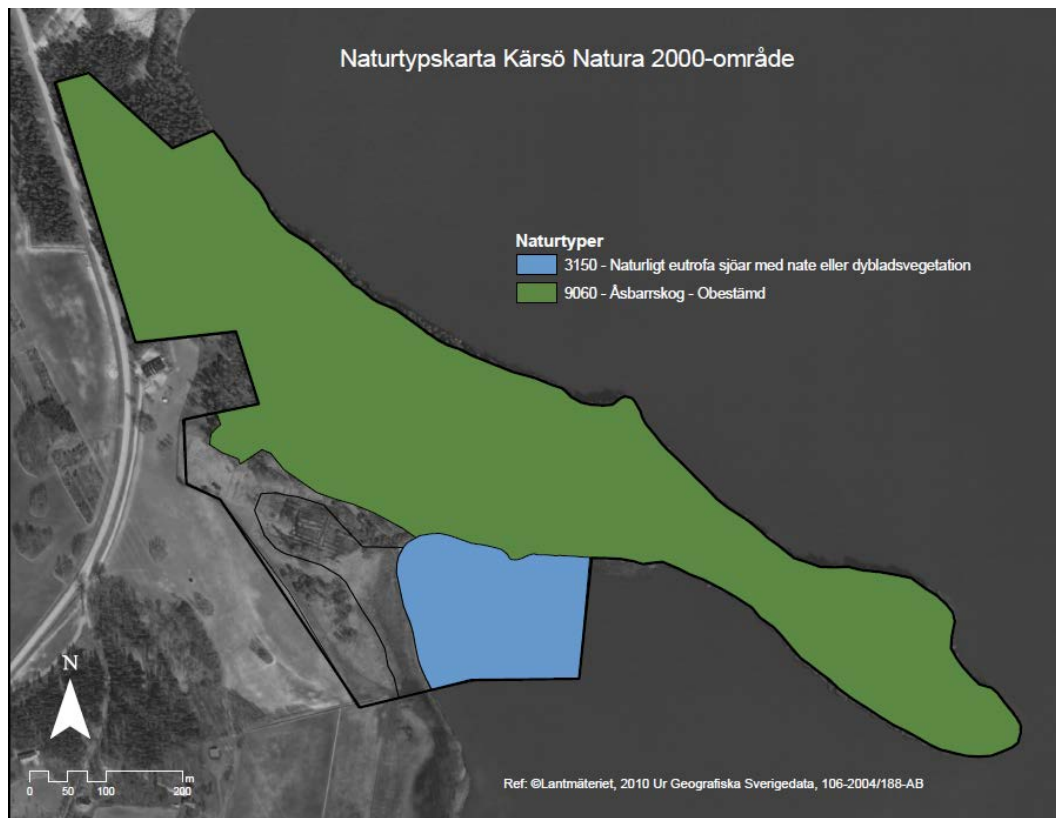 Naturtypskarta Kärsö Natura 2000-område
Naturtyper
3150 - Naturligt eutrofa sjöar med nate eller dybladsvegetation
9060 - Åsbarrskog - Obestämd
N
m
0 50 100 200
Ref: ©Lantmäteriet, 2010 Ur Geografiska Sverigedata, 106-2004/188-AB